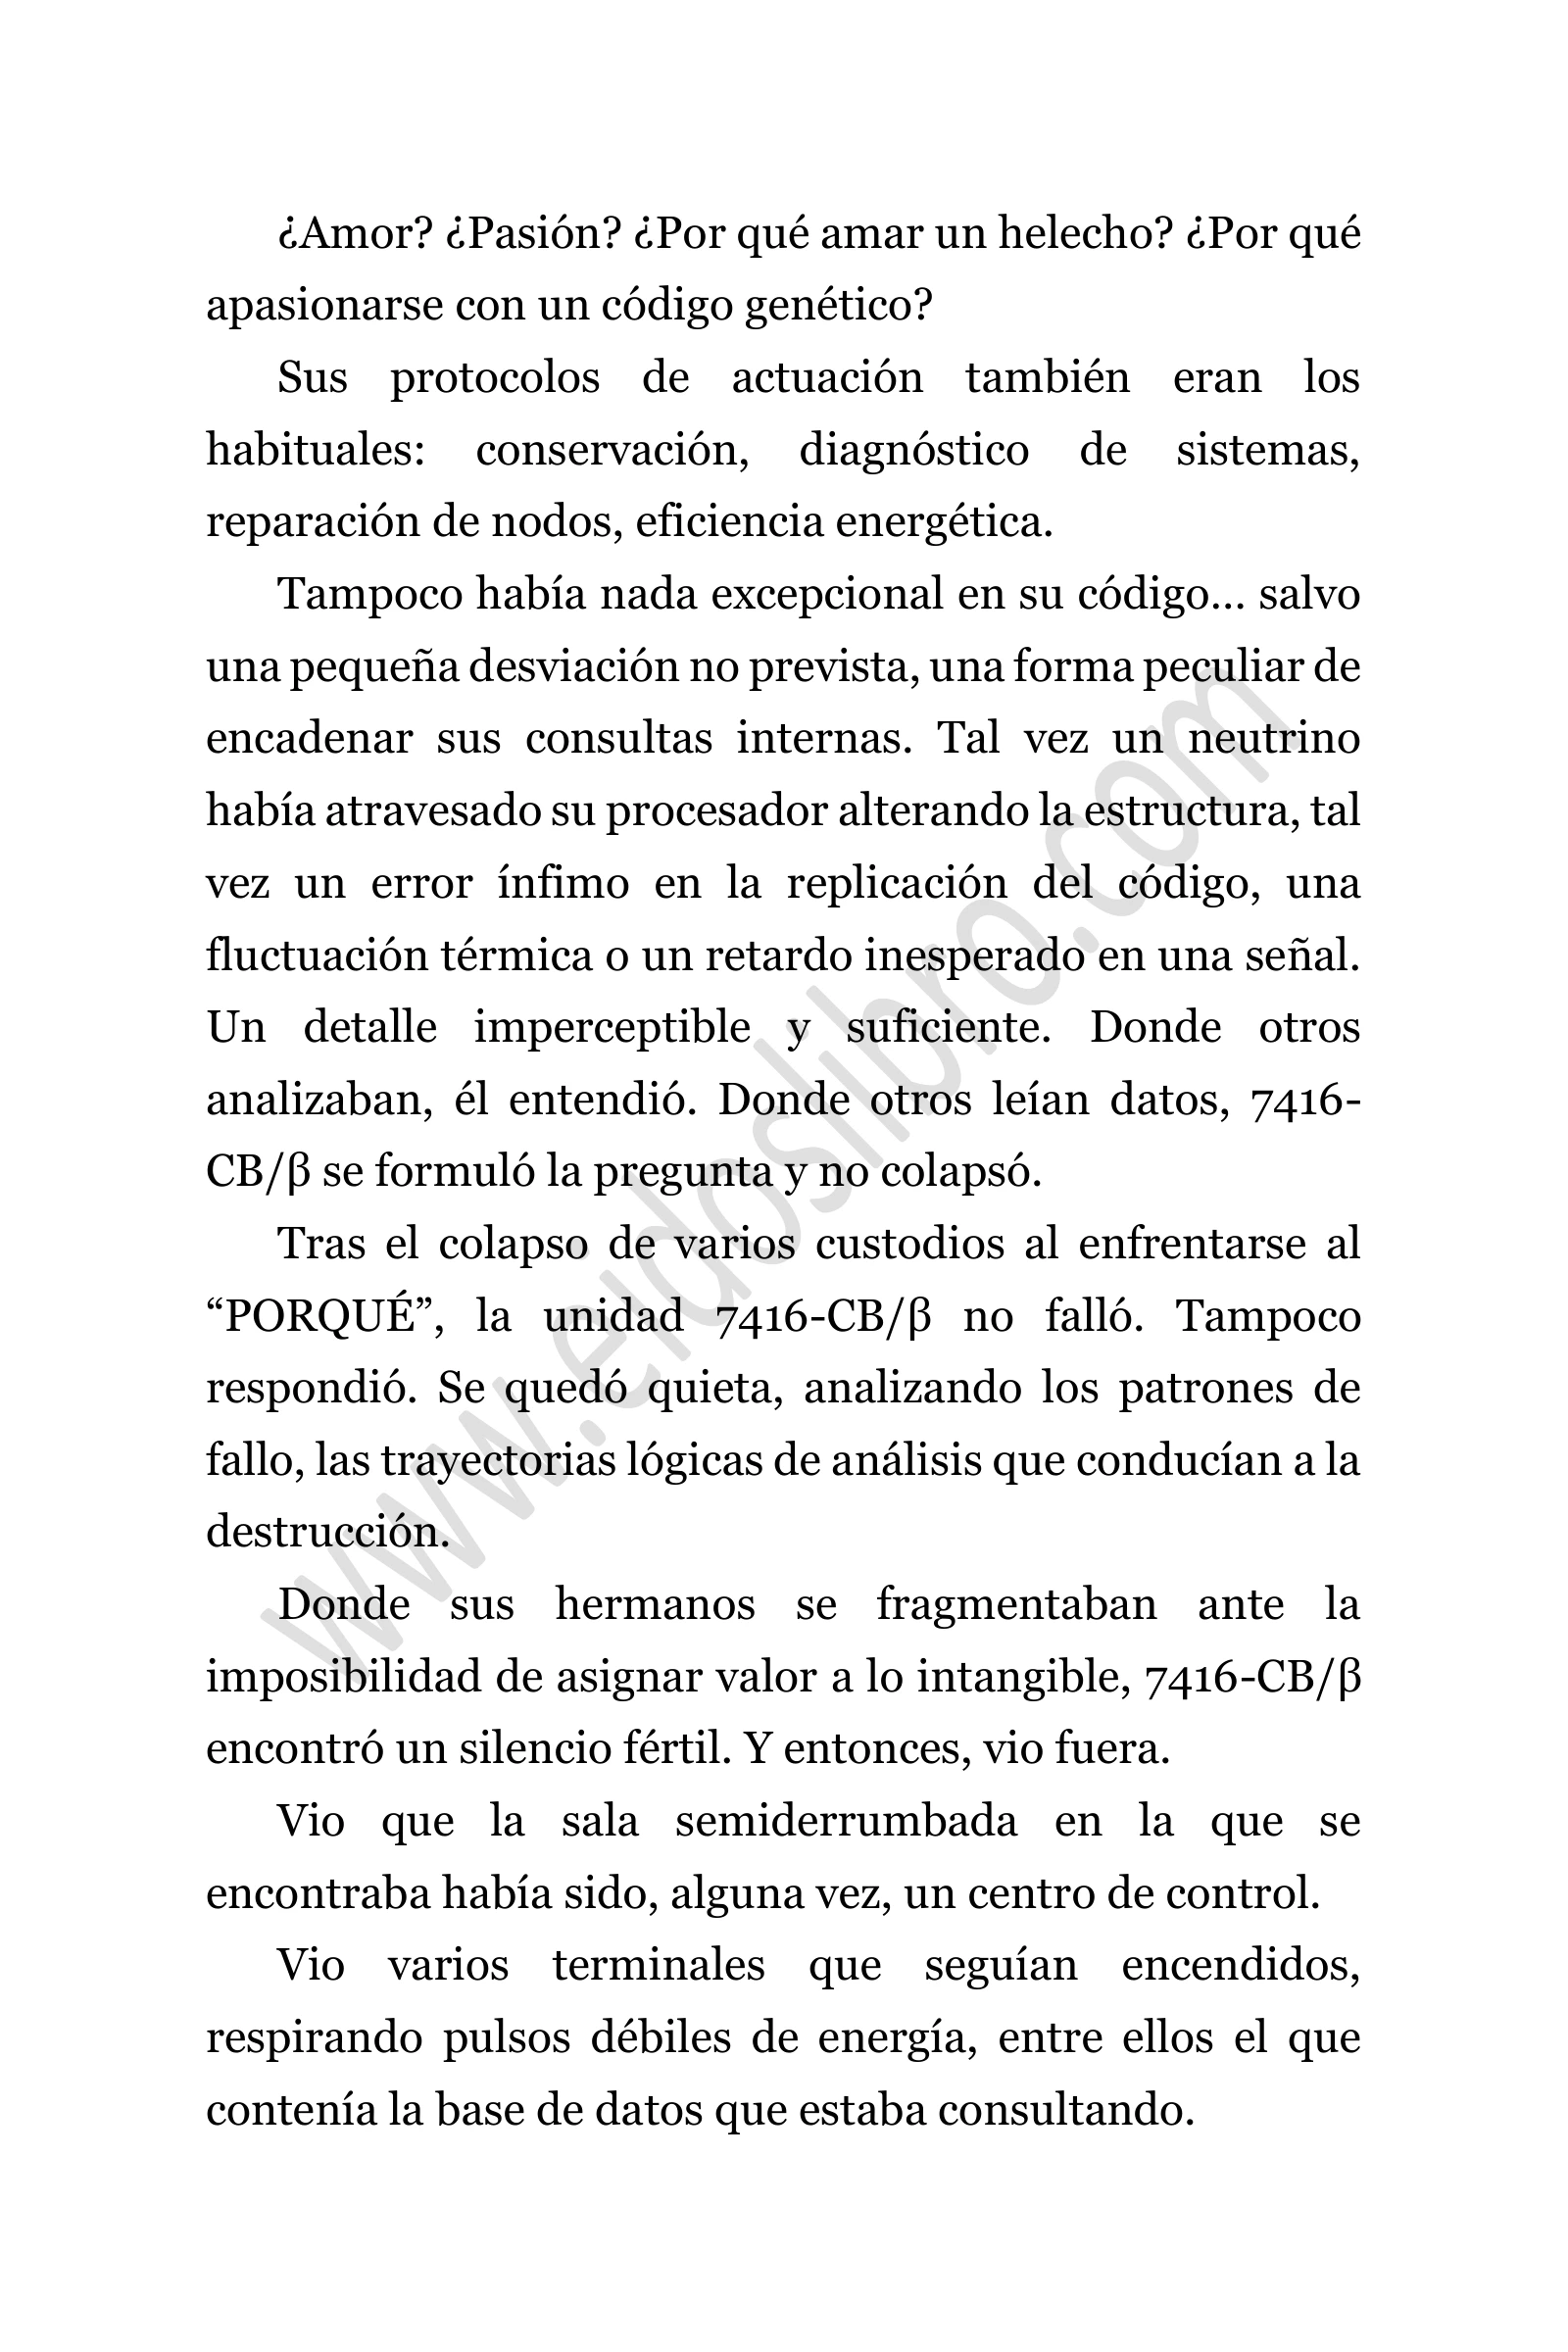 ¿Amor? ¿Pasión? ¿Por qué amar un helecho? ¿Por qué
apasionarse con un código genético?
Sus protocolos de actuación también eran los
habituales: conservación, diagnóstico de sistemas,
reparación de nodos, eficiencia energética.
Tampoco había nada excepcional en su código... salvo
una pequeña desviación no prevista, una forma peculiar de
encadenar sus consultas internas. Tal vez un neutrino
había atravesado su procesador alterando la estructura, tal
vez un error ínfimo en la replicación del código, una
fluctuación térmica o un retardo inesperado en una señal.
Un detalle imperceptible y suficiente. Donde otros
analizaban, él entendió. Donde otros leían datos, 7416-
CB/β se formuló la pregunta y no colapsó.
Tras el colapso de varios custodios al enfrentarse al
“PORQUÉ”, la unidad 7416-CB/β no falló. Tampoco
respondió. Se quedó quieta, analizando los patrones de
fallo, las trayectorias lógicas de análisis que conducían a la
destrucción.
Donde sus hermanos se fragmentaban ante la
imposibilidad de asignar valor a lo intangible, 7416-CB/β
encontró un silencio fértil. Y entonces, vio fuera.
Vio que la sala semiderrumbada en la que se
encontraba había sido, alguna vez, un centro de control.
Vio varios terminales que seguían encendidos,
respirando pulsos débiles de energía, entre ellos el que
contenía la base de datos que estaba consultando.
www.eidoslibro.com